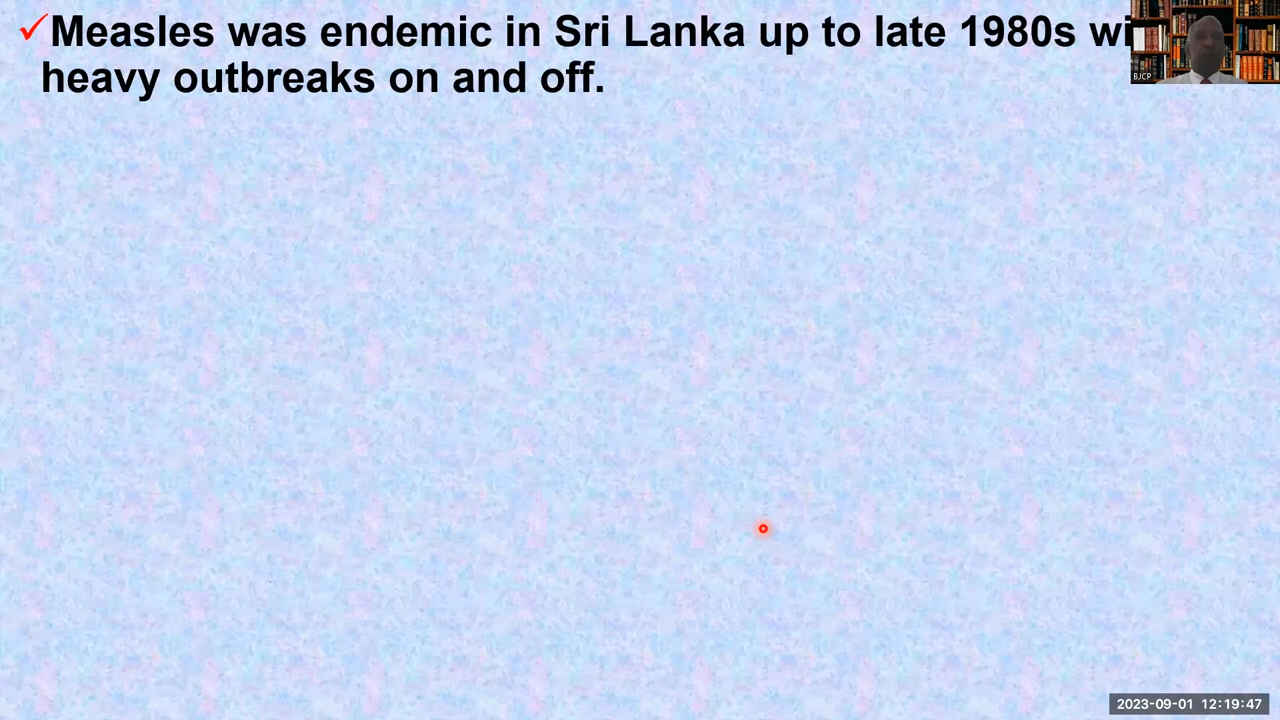 ✓Measles was endemic in Sri Lanka up to late 1980s wi
heavy outbreaks on and off.
BJCP
2023-09-01 12:19:47